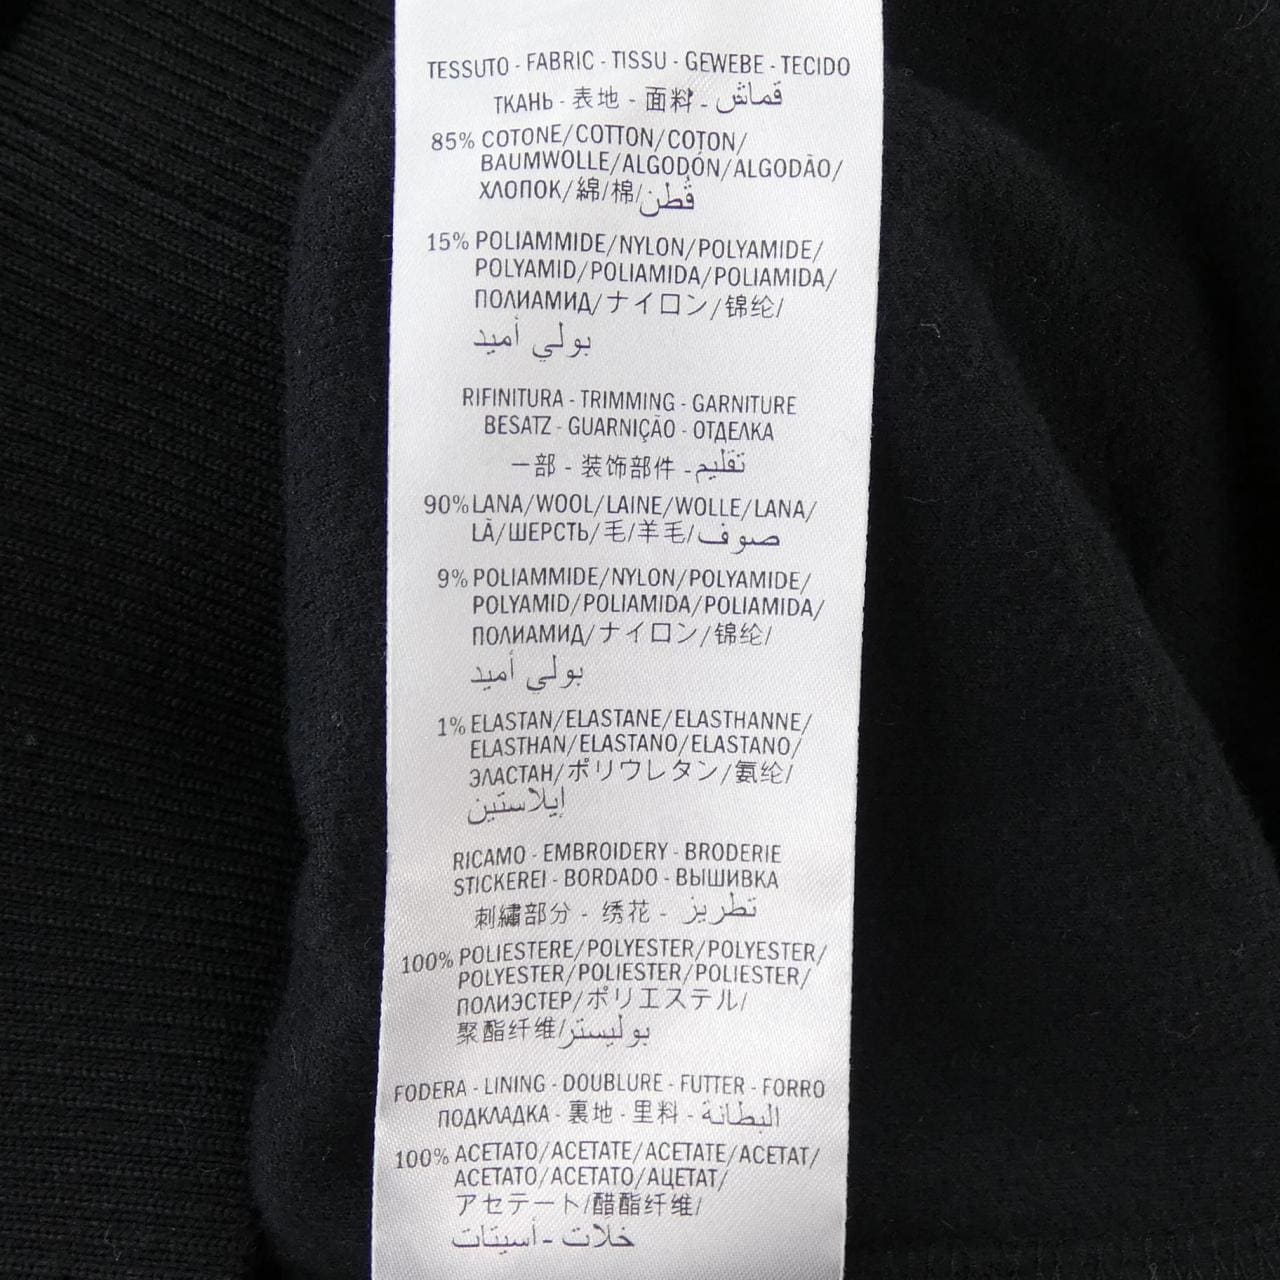 TESSUTO - FABRIC - TISSU - GEWEBE - TECIDO
ТКАНЬ - 表地 - 面料 - قماش
85% COTONE/COTTON/COTON/
BAUMWOLLE/ALGODÓN/ALGODÃO/
ХЛОПОК/綿/棉/قُطن
15% POLIAMMIDE/NYLON/POLYAMIDE/
POLYAMID/POLIAMIDA/POLIAMIDA/
ПОЛИАМИД/ナイロン/锦纶/
بولي أميد
RIFINITURA - TRIMMING - GARNITURE
BESATZ - GUARNIÇÃO - ОТДЕЛКА
一部 - 装饰部件 - تقليم
90% LANA/WOOL/LAINE/WOLLE/LANA/
LÃ/ШЕРСТЬ/毛/羊毛/صوف
9% POLIAMMIDE/NYLON/POLYAMIDE/
POLYAMID/POLIAMIDA/POLIAMIDA/
ПОЛИАМИД/ナイロン/锦纶/
بولي أميد
1% ELASTAN/ELASTANE/ELASTHANNE/
ELASTHAN/ELASTANO/ELASTANO/
ЭЛАСТАН/ポリウレタン/氨纶/
إيلاستين
RICAMO - EMBROIDERY - BRODERIE
STICKEREI - BORDADO - ВЫШИВКА
刺繍部分 - 绣花 - تطريز
100% POLIESTERE/POLYESTER/POLYESTER/
POLYESTER/POLIESTER/POLIESTER/
ПОЛИЭСТЕР/ポリエステル/
聚酯纤维/بوليستر
FODERA - LINING - DOUBLURE - FUTTER - FORRO
ПОДКЛАДКА - 裏地 - 里料 - البطانة
100% ACETATO/ACETATE/ACETATE/ACETAT/
ACETATO/ACETATO/АЦЕТАТ/
アセテート/醋酯纤维/
خلات - أسيتات